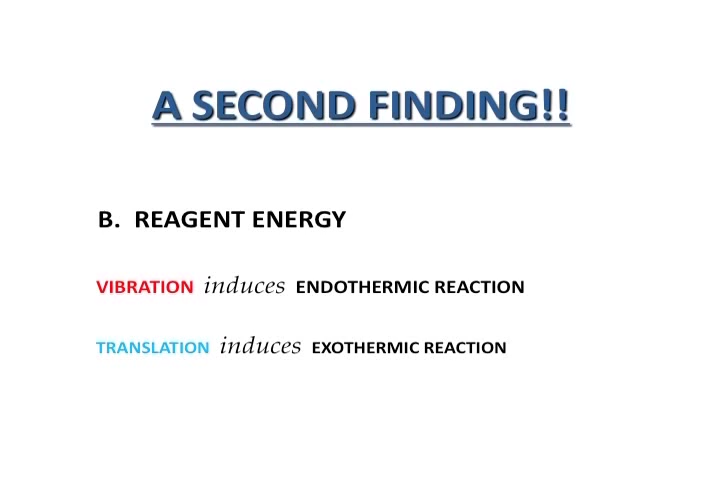 A SECOND FINDING!!
B. REAGENT ENERGY
VIBRATION induces ENDOTHERMIC REACTION
TRANSLATION induces EXOTHERMIC REACTION